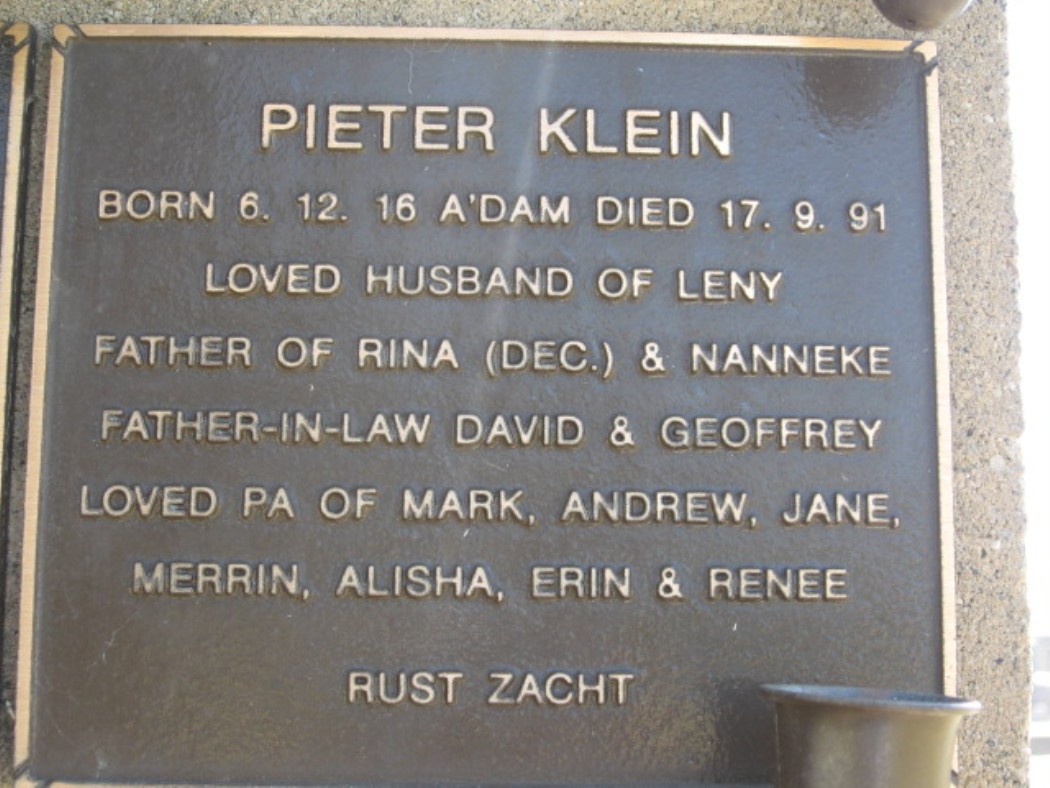 PIETER KLEIN
BORN 6. 12. 16 A'DAM DIED 17. 9. 91
LOVED HUSBAND OF LENY
FATHER OF RINA (DEC.) & NANNEKE
FATHER-IN-LAW DAVID & GEOFFREY
LOVED PA OF MARK, ANDREW, JANE,
MERRIN, ALISHA, ERIN & RENEE
RUST ZACHT